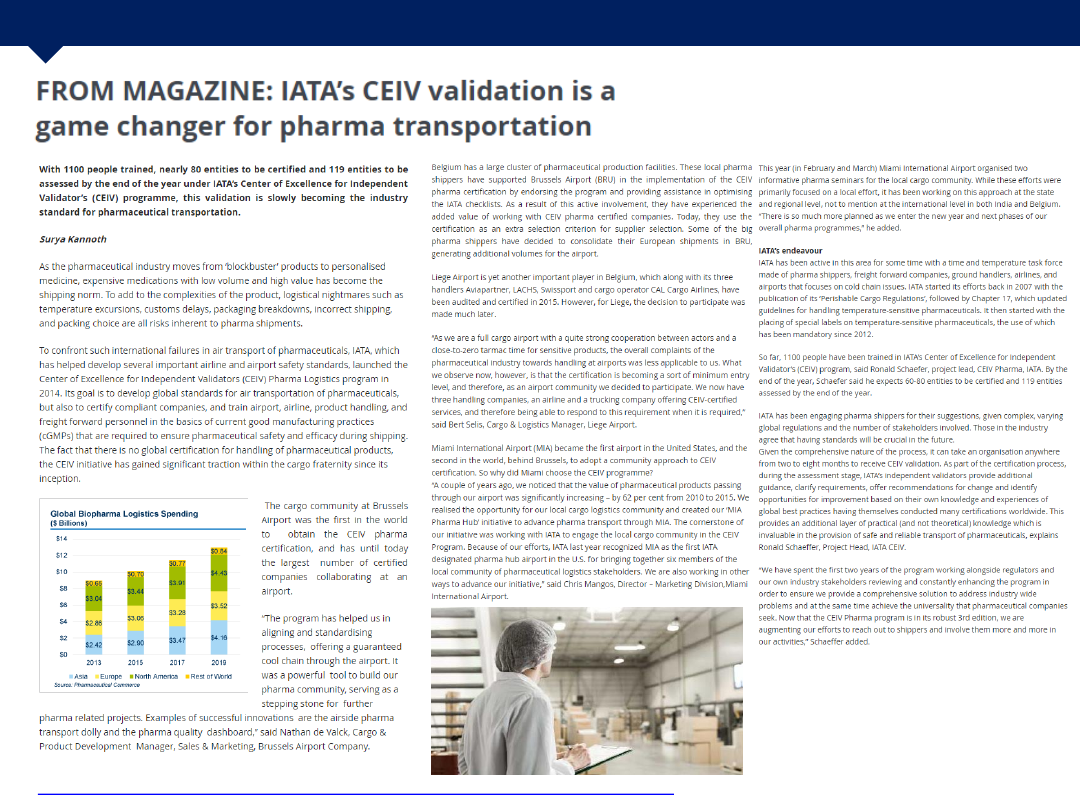 FROM MAGAZINE: IATA's CEIV validation is a
game changer for pharma transportation
With 1100 people trained, nearly 80 entities to be certified and 119 entities to be
assessed by the end of the year under IATA's Center of Excellence for Independent
Validator's (CEIV) programme, this validation is slowly becoming the industry
standard for pharmaceutical transportation.
Surya Kannoth
As the pharmaceutical industry moves from 'blockbuster' products to personalised
medicine, expensive medications with low volume and high value has become the
shipping norm. To add to the complexities of the product, logistical nightmares such as
temperature excursions, customs delays, packaging breakdowns, incorrect shipping,
and packing choice are all risks inherent to pharma shipments.
To confront such international failures in air transport of pharmaceuticals, IATA, which
has helped develop several important airline and airport safety standards, launched the
Center of Excellence for Independent Validators (CEIV) Pharma Logistics program in
2014. Its goal is to develop global standards for air transportation of pharmaceuticals,
but also to certify compliant companies, and train airport, airline, product handling, and
freight forward personnel in the basics of current good manufacturing practices
(cGMPs) that are required to ensure pharmaceutical safety and efficacy during shipping.
The fact that there is no global certification for handling of pharmaceutical products,
the CEIV initiative has gained significant traction within the cargo fraternity since its
inception.
Global Biopharma Logistics Spending
($ Billions)
$14
$12
$10
$8
$6
$4
$2
$0
$0.65
$3.04
$2.86
$2.42
$0.70
$3.44
$3.06
$2.90
$0.77
$3.91
$3.28
$3.47
$0.84
$4.43
$3.52
$4.16
2013 2015 2017 2019
Asia Europe North America Rest of World
Source: Pharmaceutical Commerce
The cargo community at Brussels
Airport was the first in the world
to obtain the CEIV pharma
certification, and has until today
the largest number of certified
companies collaborating at an
airport.
"The program has helped us in
aligning and standardising
processes, offering a guaranteed
cool chain through the airport. It
was a powerful tool to build our
pharma community, serving as a
stepping stone for further
pharma related projects. Examples of successful innovations are the airside pharma
transport dolly and the pharma quality dashboard," said Nathan de Valck, Cargo &
Product Development Manager, Sales & Marketing, Brussels Airport Company.
Belgium has a large cluster of pharmaceutical production facilities. These local pharma
shippers have supported Brussels Airport (BRU) in the implementation of the CEIV
pharma certification by endorsing the program and providing assistance in optimising
the IATA checklists. As a result of this active involvement, they have experienced the
added value of working with CEIV pharma certified companies. Today, they use the
certification as an extra selection criterion for supplier selection. Some of the big
pharma shippers have decided to consolidate their European shipments in BRU,
generating additional volumes for the airport.
Liege Airport is yet another important player in Belgium, which along with its three
handlers Aviapartner, LACHS, Swissport and cargo operator CAL Cargo Airlines, have
been audited and certified in 2015. However, for Liege, the decision to participate was
made much later.
"As we are a full cargo airport with a quite strong cooperation between actors and a
close-to-zero tarmac time for sensitive products, the overall complaints of the
pharmaceutical industry towards handling at airports was less applicable to us. What
we observe now, however, is that the certification is becoming a sort of minimum entry
level, and therefore, as an airport community we decided to participate. We now have
three handling companies, an airline and a trucking company offering CEIV-certified
services, and therefore being able to respond to this requirement when it is required,"
said Bert Selis, Cargo & Logistics Manager, Liege Airport.
Miami International Airport (MIA) became the first airport in the United States, and the
second in the world, behind Brussels, to adopt a community approach to CEIV
certification. So why did Miami choose the CEIV programme?
"A couple of years ago, we noticed that the value of pharmaceutical products passing
through our airport was significantly increasing – by 62 per cent from 2010 to 2015. We
realised the opportunity for our local cargo logistics community and created our 'MIA
Pharma Hub' initiative to advance pharma transport through MIA. The cornerstone of
our initiative was working with IATA to engage the local cargo community in the CEIV
Program. Because of our efforts, IATA last year recognized MIA as the first IATA
designated pharma hub airport in the U.S. for bringing together six members of the
local community of pharmaceutical logistics stakeholders. We are also working in other
ways to advance our initiative," said Chris Mangos, Director – Marketing Division,Miami
International Airport.
This year (in February and March) Miami International Airport organised two
informative pharma seminars for the local cargo community. While these efforts were
primarily focused on a local effort, it has been working on this approach at the state
and regional level, not to mention at the international level in both India and Belgium.
"There is so much more planned as we enter the new year and next phases of our
overall pharma programmes," he added.
IATA's endeavour
IATA has been active in this area for some time with a time and temperature task force
made of pharma shippers, freight forward companies, ground handlers, airlines, and
airports that focuses on cold chain issues. IATA started its efforts back in 2007 with the
publication of its 'Perishable Cargo Regulations', followed by Chapter 17, which updated
guidelines for handling temperature-sensitive pharmaceuticals. It then started with the
placing of special labels on temperature-sensitive pharmaceuticals, the use of which
has been mandatory since 2012.
So far, 1100 people have been trained in IATA's Center of Excellence for Independent
Validator's (CEIV) program, said Ronald Schaefer, project lead, CEIV Pharma, IATA. By the
end of the year, Schaefer said he expects 60-80 entities to be certified and 119 entities
assessed by the end of the year.
IATA has been engaging pharma shippers for their suggestions, given complex, varying
global regulations and the number of stakeholders involved. Those in the industry
agree that having standards will be crucial in the future.
Given the comprehensive nature of the process, it can take an organisation anywhere
from two to eight months to receive CEIV validation. As part of the certification process,
during the assessment stage, IATA's independent validators provide additional
guidance, clarify requirements, offer recommendations for change and identify
opportunities for improvement based on their own knowledge and experiences of
global best practices having themselves conducted many certifications worldwide. This
provides an additional layer of practical (and not theoretical) knowledge which is
invaluable in the provision of safe and reliable transport of pharmaceuticals, explains
Ronald Schaefer, Project Head, IATA CEIV.
"We have spent the first two years of the program working alongside regulators and
our own industry stakeholders reviewing and constantly enhancing the program in
order to ensure we provide a comprehensive solution to address industry wide
problems and at the same time achieve the universality that pharmaceutical companies
seek. Now that the CEIV Pharma program is in its robust 3rd edition, we are
augmenting our efforts to reach out to shippers and involve them more and more in
our activities," Schaeffer added.